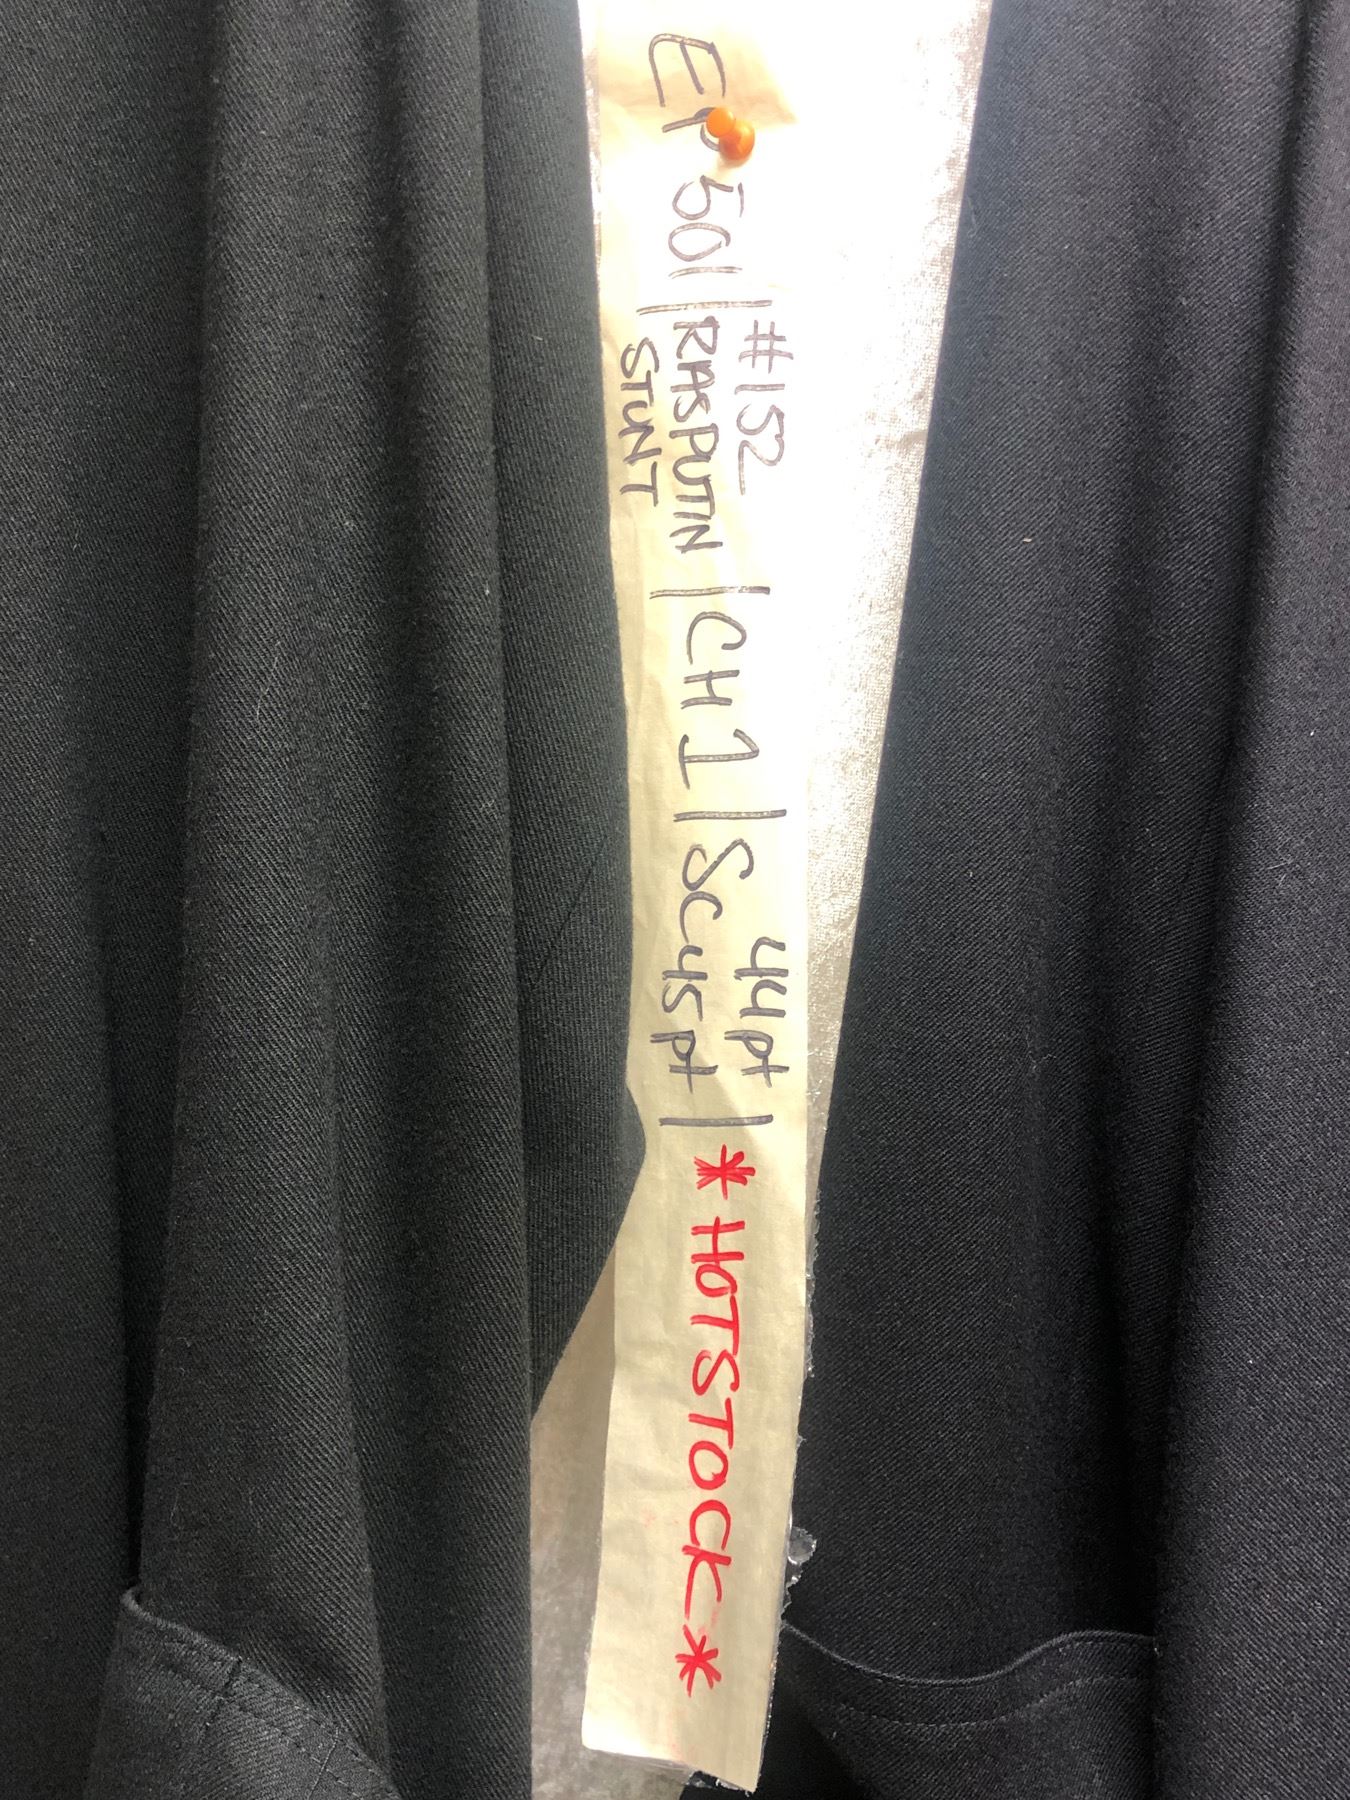 #152 44pt
EP 501 | RASPUTIN | CH 1 | SC 45pt | *HOTSTOCK*
STUNT